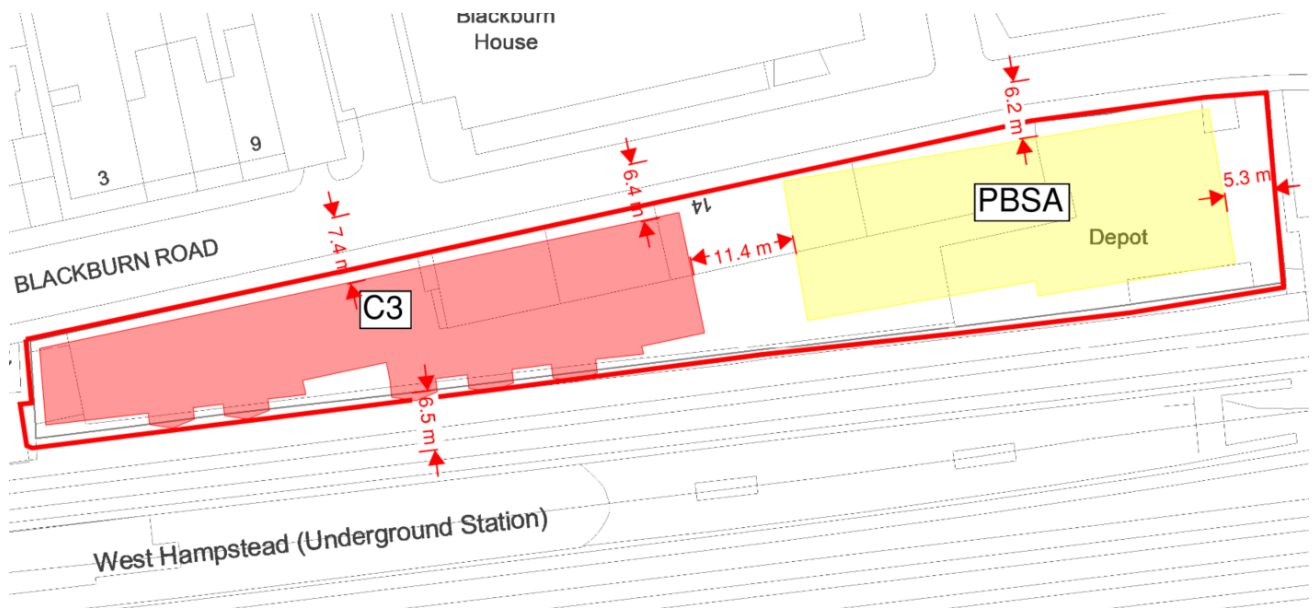 Blackburn
House
6.2 m
9
3
6.4 m
PBSA
5.3 m
14
7.4 m
Depot
BLACKBURN ROAD
11.4 m
C3
6.5 m
West Hampstead (Underground Station)